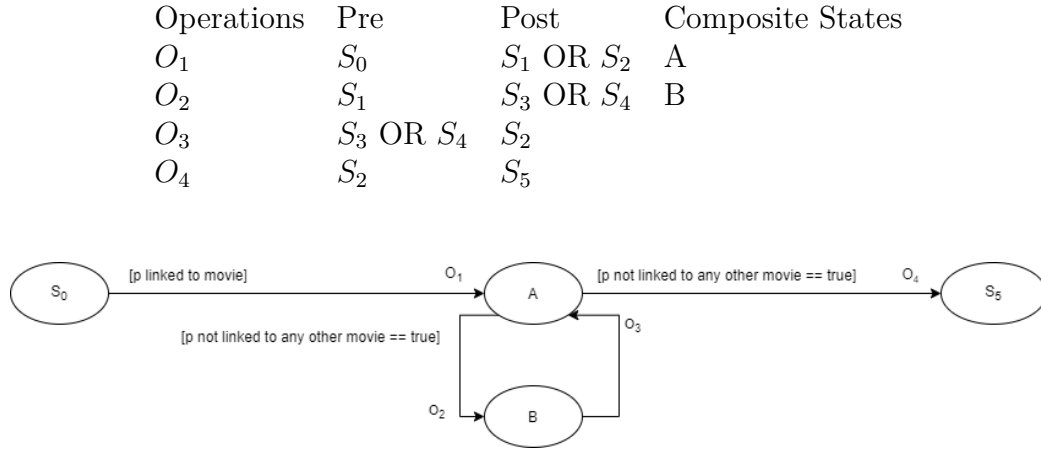 Operations Pre Post Composite States
O₁ S₀ S₁ OR S₂ A
O₂ S₁ S₃ OR S₄ B
O₃ S₃ OR S₄ S₂
O₄ S₂ S₅
[p linked to movie] O₁ [p not linked to any other movie == true] O₄
S₀ A S₅
[p not linked to any other movie == true] O₃
O₂ B